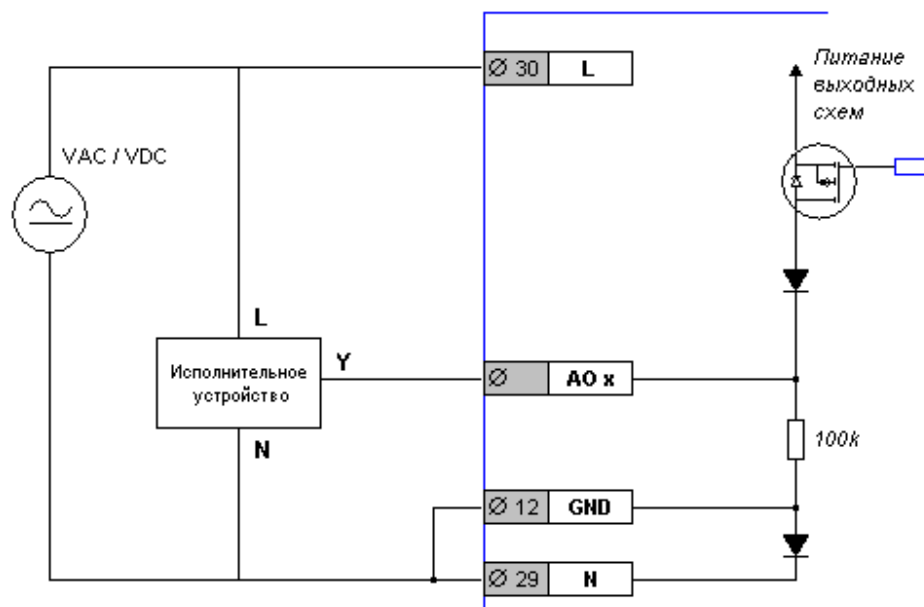 Ø 30 L
Питание
выходных
схем
VAC / VDC
L
Исполнительное
устройство
Y
Ø AO x
100k
N
Ø 12 GND
Ø 29 N